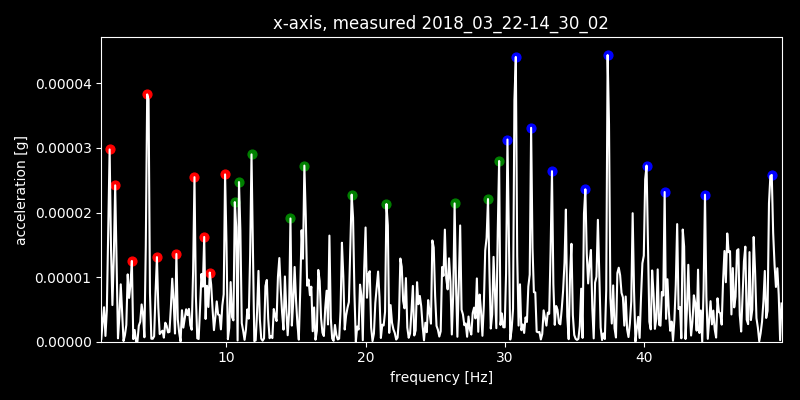 x-axis, measured 2018_03_22-14_30_02
acceleration [g]
0.00004
0.00003
0.00002
0.00001
0.00000
10 20 30 40
frequency [Hz]